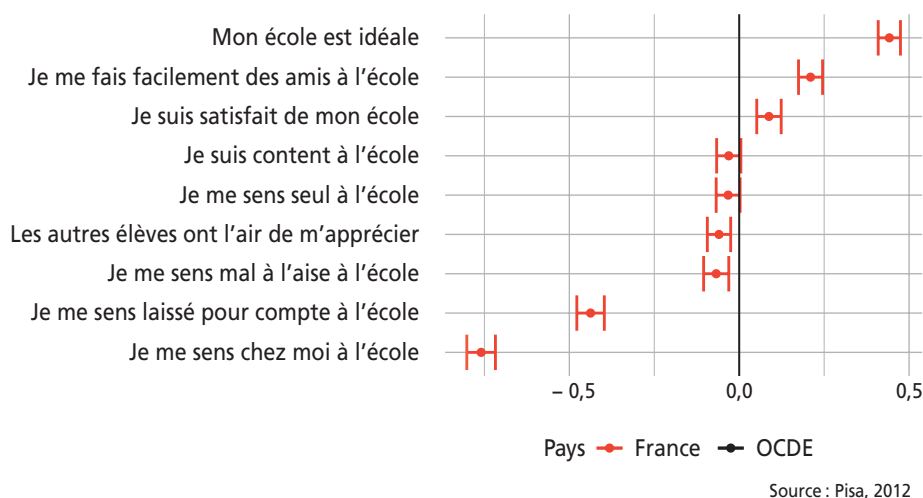 Mon école est idéale
Je me fais facilement des amis à l’école
Je suis satisfait de mon école
Je suis content à l’école
Je me sens seul à l’école
Les autres élèves ont l’air de m’apprécier
Je me sens mal à l’aise à l’école
Je me sens laissé pour compte à l’école
Je me sens chez moi à l’école
– 0,5 0,0 0,5
Pays France OCDE
Source : Pisa, 2012